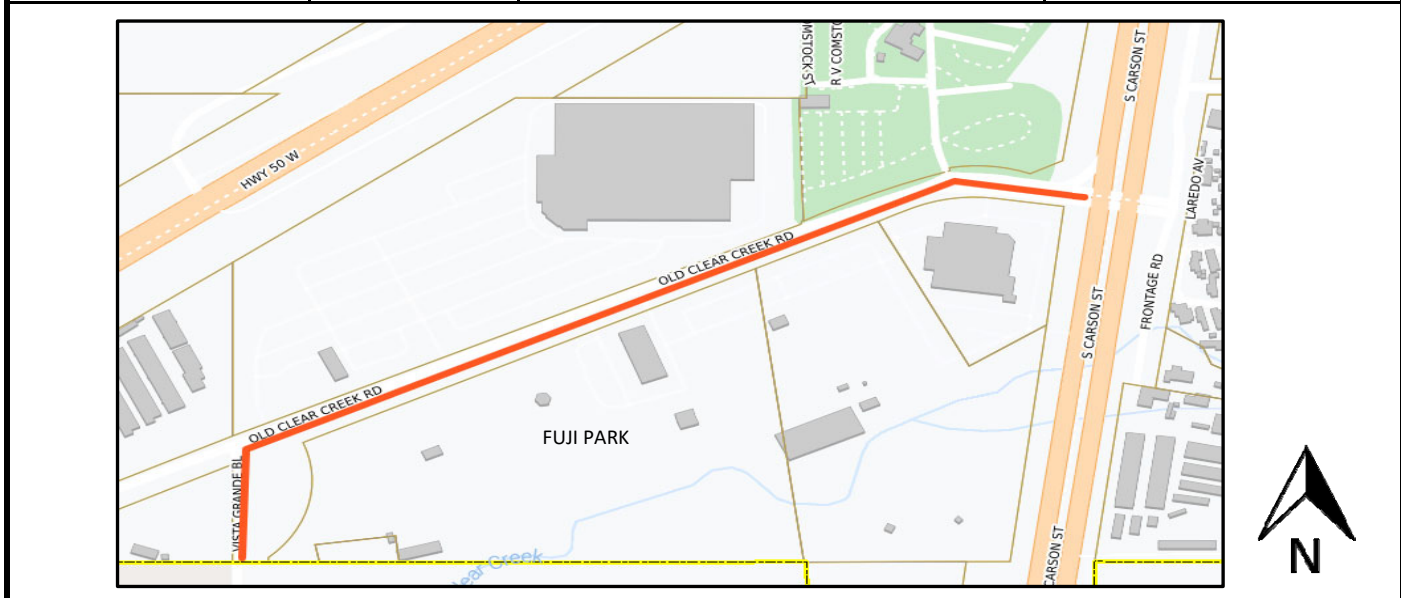 OMSTOCK ST
R V COMSTO
S CARSON ST
HWY 50 W
LAREDO AV
OLD CLEAR CREEK RD
FRONTAGE RD
S CARSON ST
OLD CLEAR CREEK RD
FUJI PARK
VISTA GRANDE BL
lear Creek
CARSON ST
N